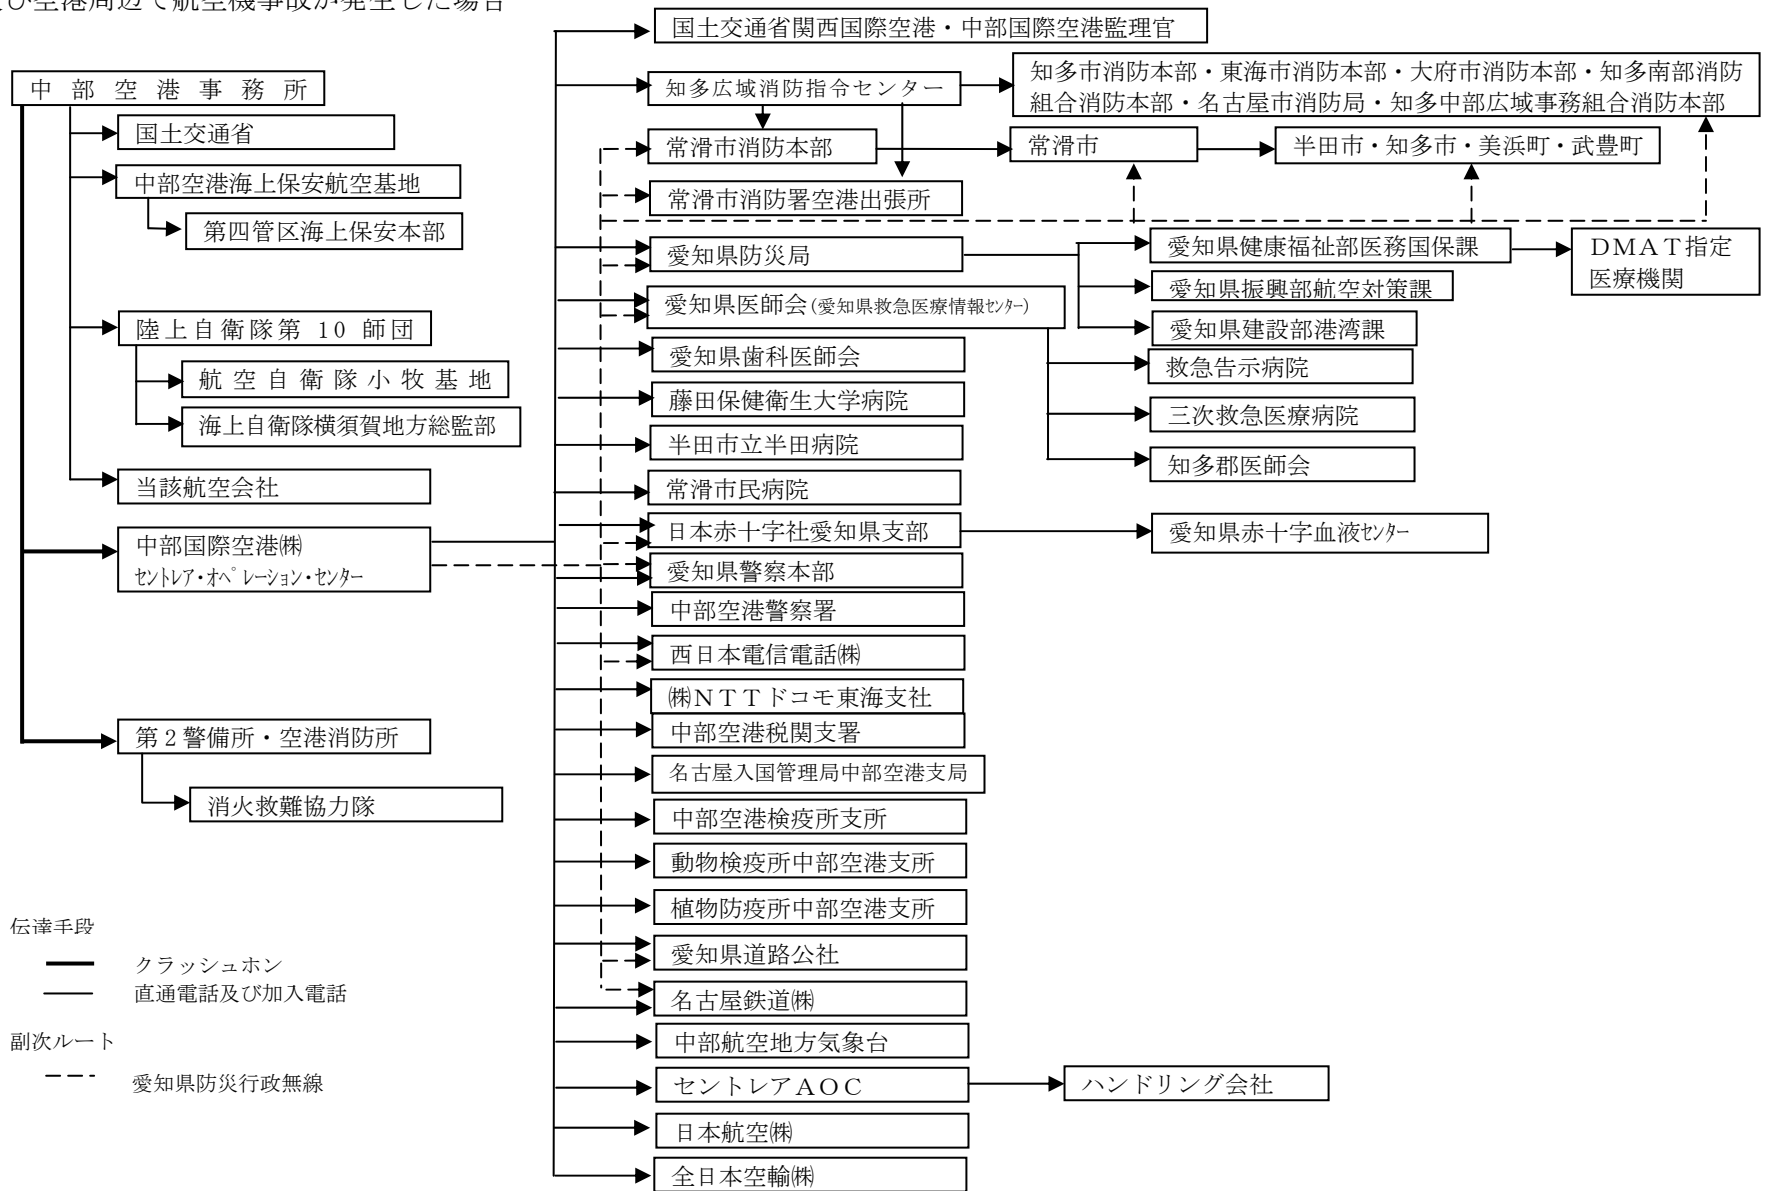 び空港周辺で航空機事故が発生した場合
中部空港事務所
国土交通省
中部空港海上保安航空基地
第四管区海上保安本部
陸上自衛隊第10師団
航空自衛隊小牧基地
海上自衛隊横須賀地方総監部
当該航空会社
中部国際空港㈱
セントレア・オペレーション・センター
第2警備所・空港消防所
消火救難協力隊
伝達手段
クラッシュホン
直通電話及び加入電話
副次ルート
愛知県防災行政無線
国土交通省関西国際空港・中部国際空港監理官
知多広域消防指令センター
知多市消防本部・東海市消防本部・大府市消防本部・知多南部消防
組合消防本部・名古屋市消防局・知多中部広域事務組合消防本部
常滑市消防本部
常滑市
半田市・知多市・美浜町・武豊町
常滑市消防署空港出張所
愛知県防災局
愛知県健康福祉部医務国保課
DMAT指定
医療機関
愛知県振興部航空対策課
愛知県建設部港湾課
愛知県医師会(愛知県救急医療情報センター)
救急告示病院
三次救急医療病院
知多郡医師会
愛知県歯科医師会
藤田保健衛生大学病院
半田市立半田病院
常滑市民病院
日本赤十字社愛知県支部
愛知県赤十字血液センター
愛知県警察本部
中部空港警察署
西日本電信電話㈱
㈱NTTドコモ東海支社
中部空港税関支署
名古屋入国管理局中部空港支局
中部空港検疫所支所
動物検疫所中部空港支所
植物防疫所中部空港支所
愛知県道路公社
名古屋鉄道㈱
中部航空地方気象台
セントレアAOC
ハンドリング会社
日本航空㈱
全日本空輸㈱